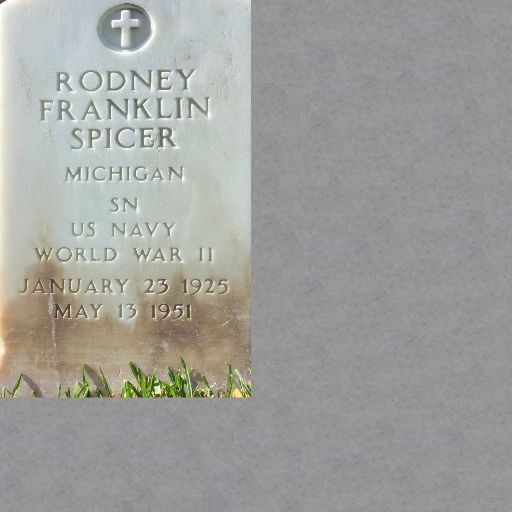 RODNEY
FRANKLIN
SPICER
MICHIGAN
SN
US NAVY
WORLD WAR II
JANUARY 23 1925
MAY 13 1951